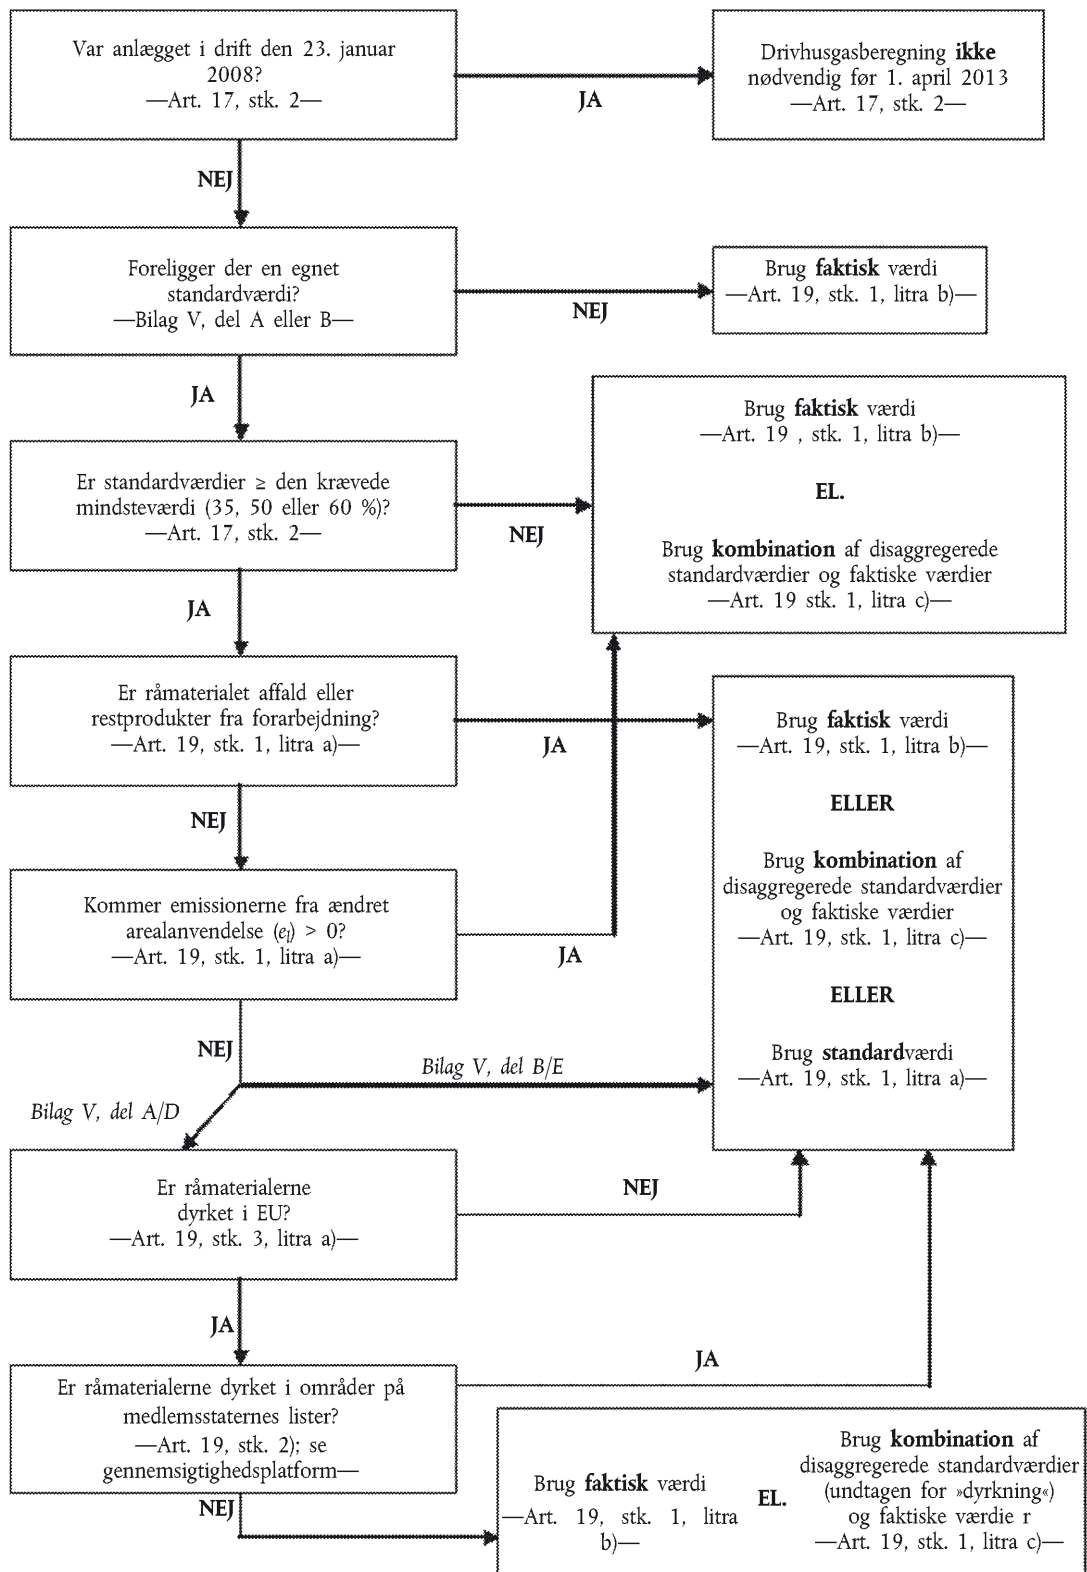 Var anlægget i drift den 23. januar
2008?
—Art. 17, stk. 2—
JA
Drivhusgasberegning ikke
nødvendig før 1. april 2013
—Art. 17, stk. 2—
NEJ
Foreligger der en egnet
standardværdi?
—Bilag V, del A eller B—
NEJ
Brug faktisk værdi
—Art. 19, stk. 1, litra b)—
JA
Er standardværdier ≥ den krævede
mindsteværdi (35, 50 eller 60 %)?
—Art. 17, stk. 2—
NEJ
Brug faktisk værdi
—Art. 19 , stk. 1, litra b)—
EL.
Brug kombination af disaggregerede
standardværdier og faktiske værdier
—Art. 19 stk. 1, litra c)—
JA
Er råmaterialet affald eller
restprodukter fra forarbejdning?
—Art. 19, stk. 1, litra a)—
JA
Brug faktisk værdi
—Art. 19, stk. 1, litra b)—
ELLER
Brug kombination af
disaggregerede standardværdier
og faktiske værdier
—Art. 19, stk. 1, litra c)—
ELLER
Brug standardværdi
—Art. 19, stk. 1, litra a)—
NEJ
Kommer emissionerne fra ændret
arealanvendelse (el) > 0?
—Art. 19, stk. 1, litra a)—
JA
NEJ
Bilag V, del B/E
Bilag V, del A/D
Er råmaterialerne
dyrket i EU?
—Art. 19, stk. 3, litra a)—
NEJ
JA
Er råmaterialerne dyrket i områder på
medlemsstaternes lister?
—Art. 19, stk. 2); se
gennemsigtighedsplatform—
JA
NEJ
Brug faktisk værdi
—Art. 19, stk. 1, litra
b)—
EL.
Brug kombination af
disaggregerede standardværdier
(undtagen for »dyrkning«)
og faktiske værdie r
—Art. 19, stk. 1, litra c)—